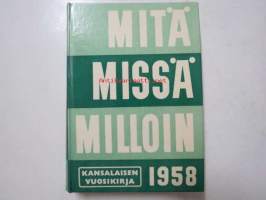 MITÄ
MISSÄ
MILLOIN
KANSALAISEN
VUOSIKIRJA 1958